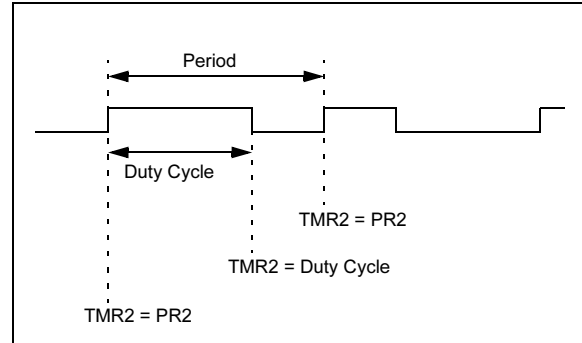 Period
Duty Cycle
TMR2 = PR2
TMR2 = Duty Cycle
TMR2 = PR2